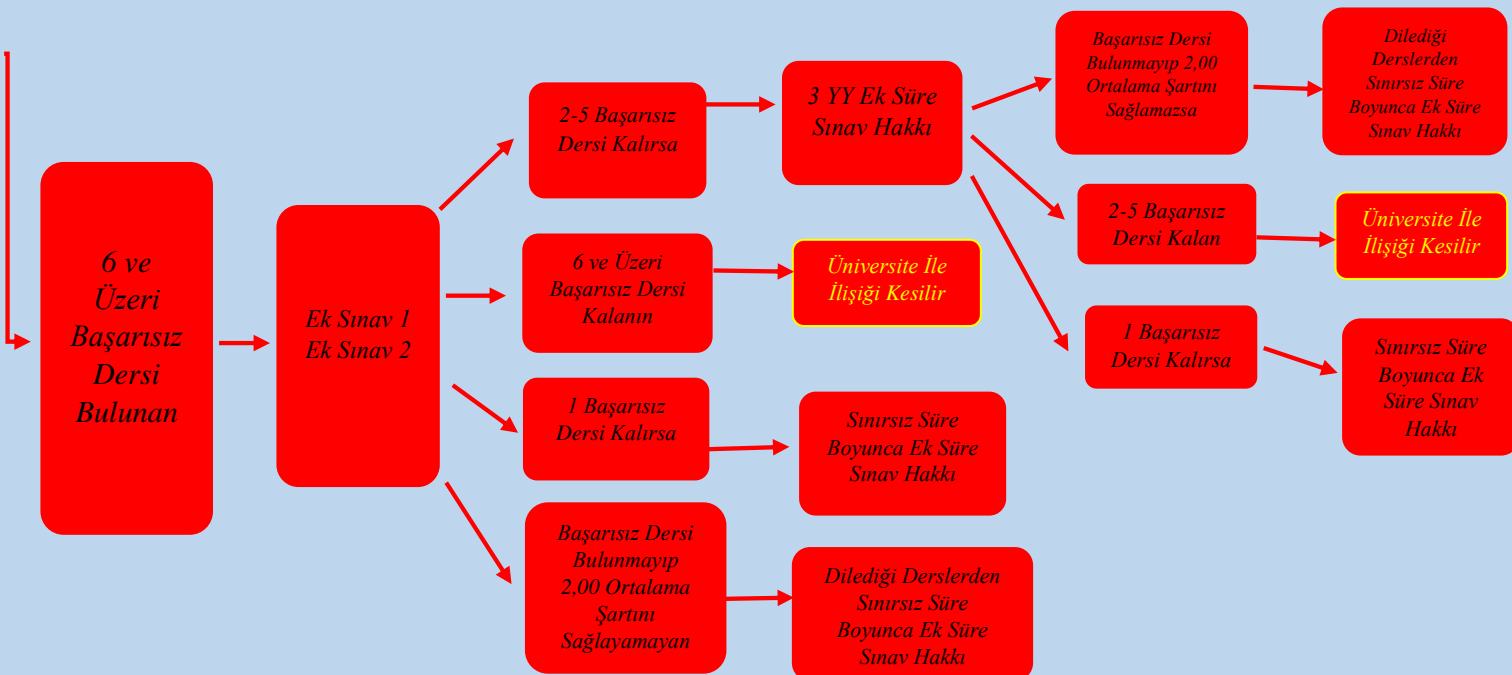 6 ve
Üzeri
Başarısız
Dersi
Bulunan
Ek Sınav 1
Ek Sınav 2
2-5 Başarısız
Dersi Kalırsa
3 YY Ek Süre
Sınav Hakkı
Başarısız Dersi
Bulunmayıp 2,00
Ortalama Şartını
Sağlamazsa
Dilediği
Derslerden
Sınırsız Süre
Boyunca Ek Süre
Sınav Hakkı
2-5 Başarısız
Dersi Kalan
Üniversite İle
İlişiği Kesilir
1 Başarısız
Dersi Kalırsa
Sınırsız Süre
Boyunca Ek
Süre Sınav
Hakkı
6 ve Üzeri
Başarısız Dersi
Kalanın
Üniversite İle
İlişiği Kesilir
1 Başarısız
Dersi Kalırsa
Sınırsız Süre
Boyunca Ek Süre
Sınav Hakkı
Başarısız Dersi
Bulunmayıp
2,00 Ortalama
Şartını
Sağlayamayan
Dilediği Derslerden
Sınırsız Süre
Boyunca Ek Süre
Sınav Hakkı